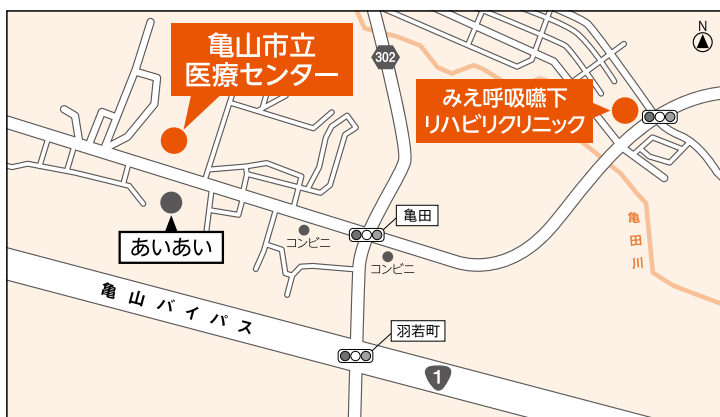 N
302
亀山市立
医療センター
みえ呼吸嚥下
リハビリクリニック
亀田
亀田川
あいあい
コンビニ
コンビニ
亀山バイパス
羽若町
1